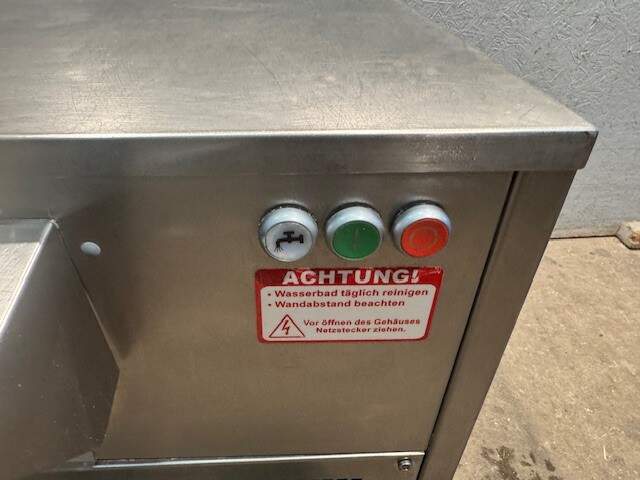 ACHTUNG!
• Wasserbad täglich reinigen
• Wandabstand beachten
Vor öffnen des Gehäuses
Netzstecker ziehen.